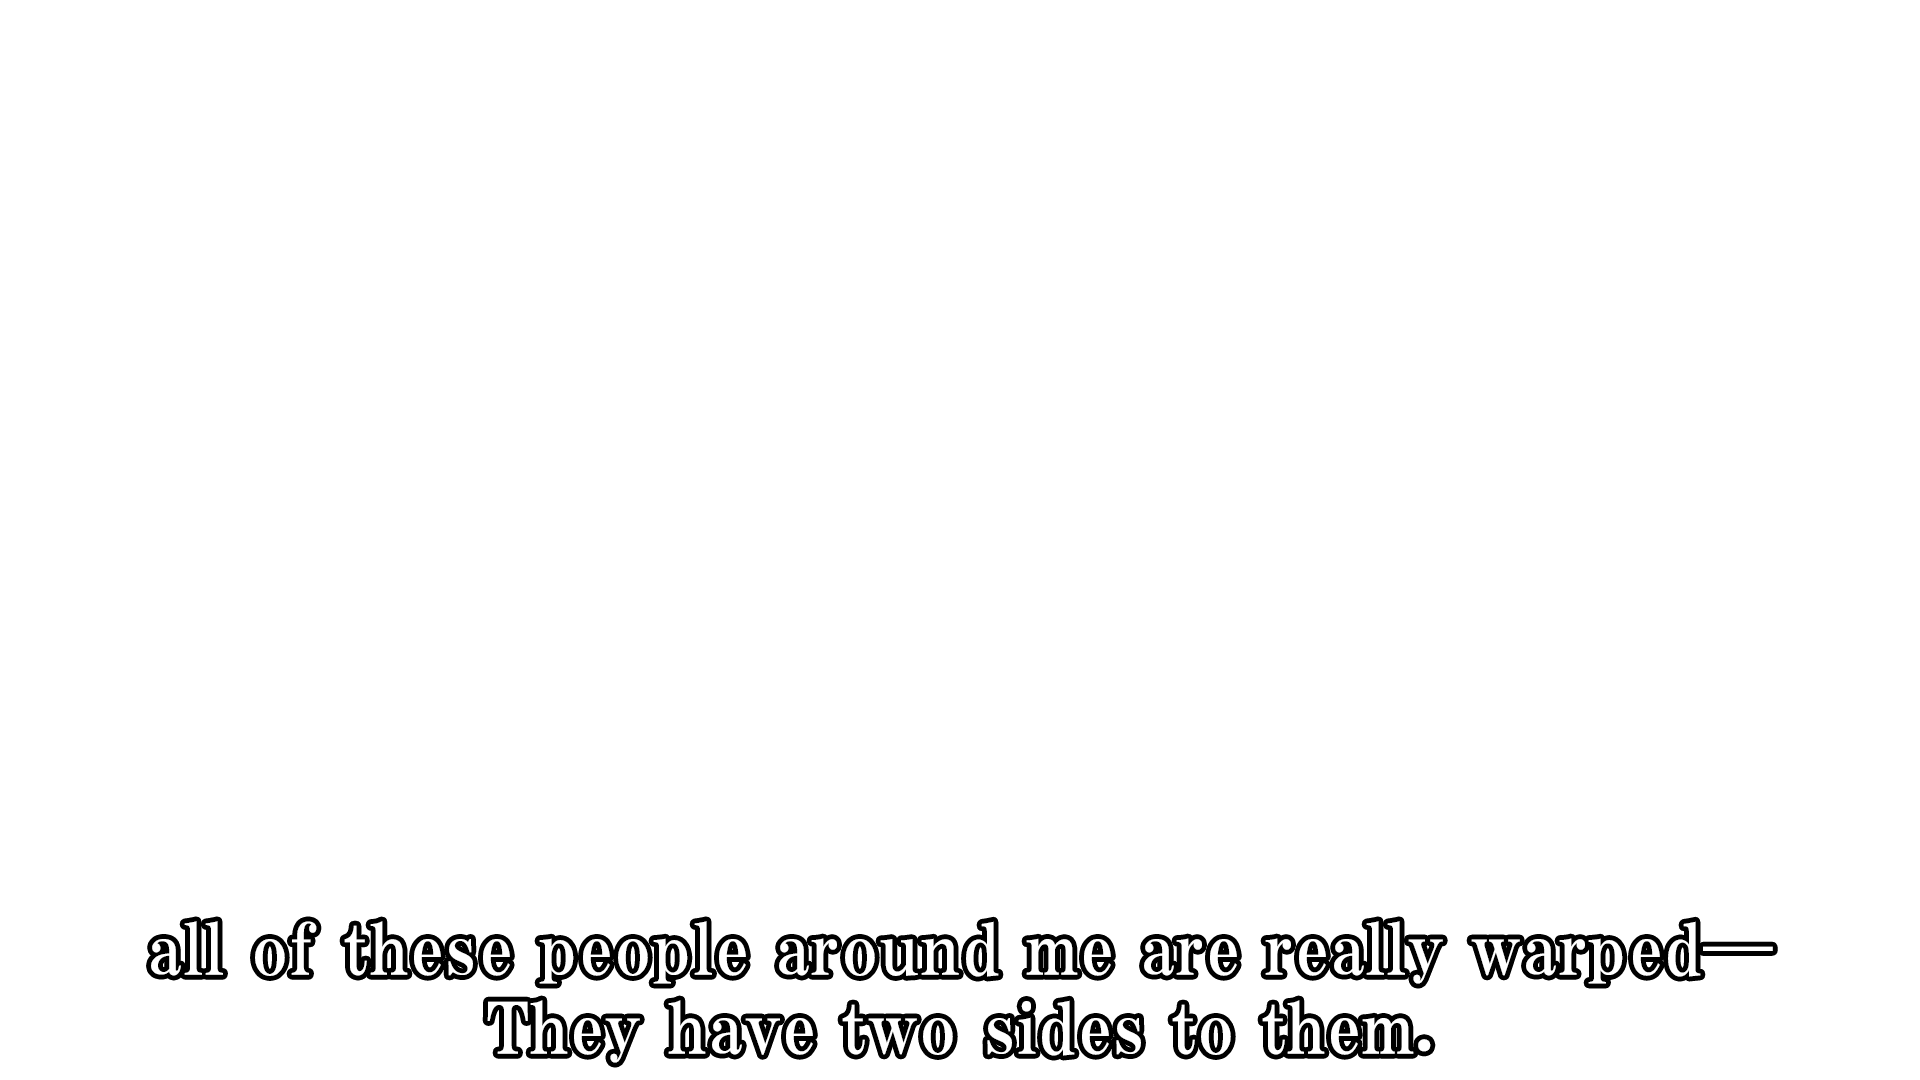 all of these people around me are really warped—
They have two sides to them.